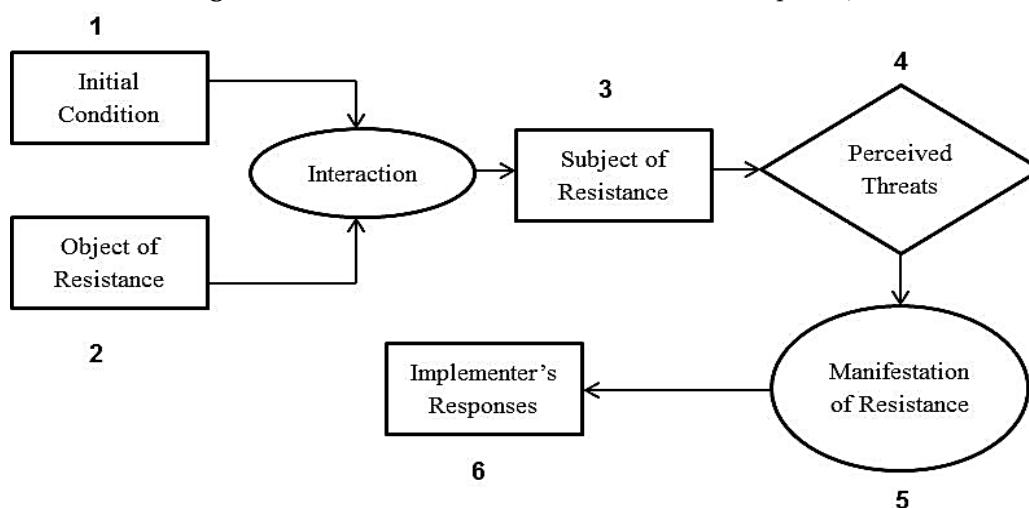 1
Initial
Condition
Interaction
Object of
Resistance
2
3
Subject of
Resistance
4
Perceived
Threats
Manifestation
of Resistance
5
Implementer’s
Responses
6